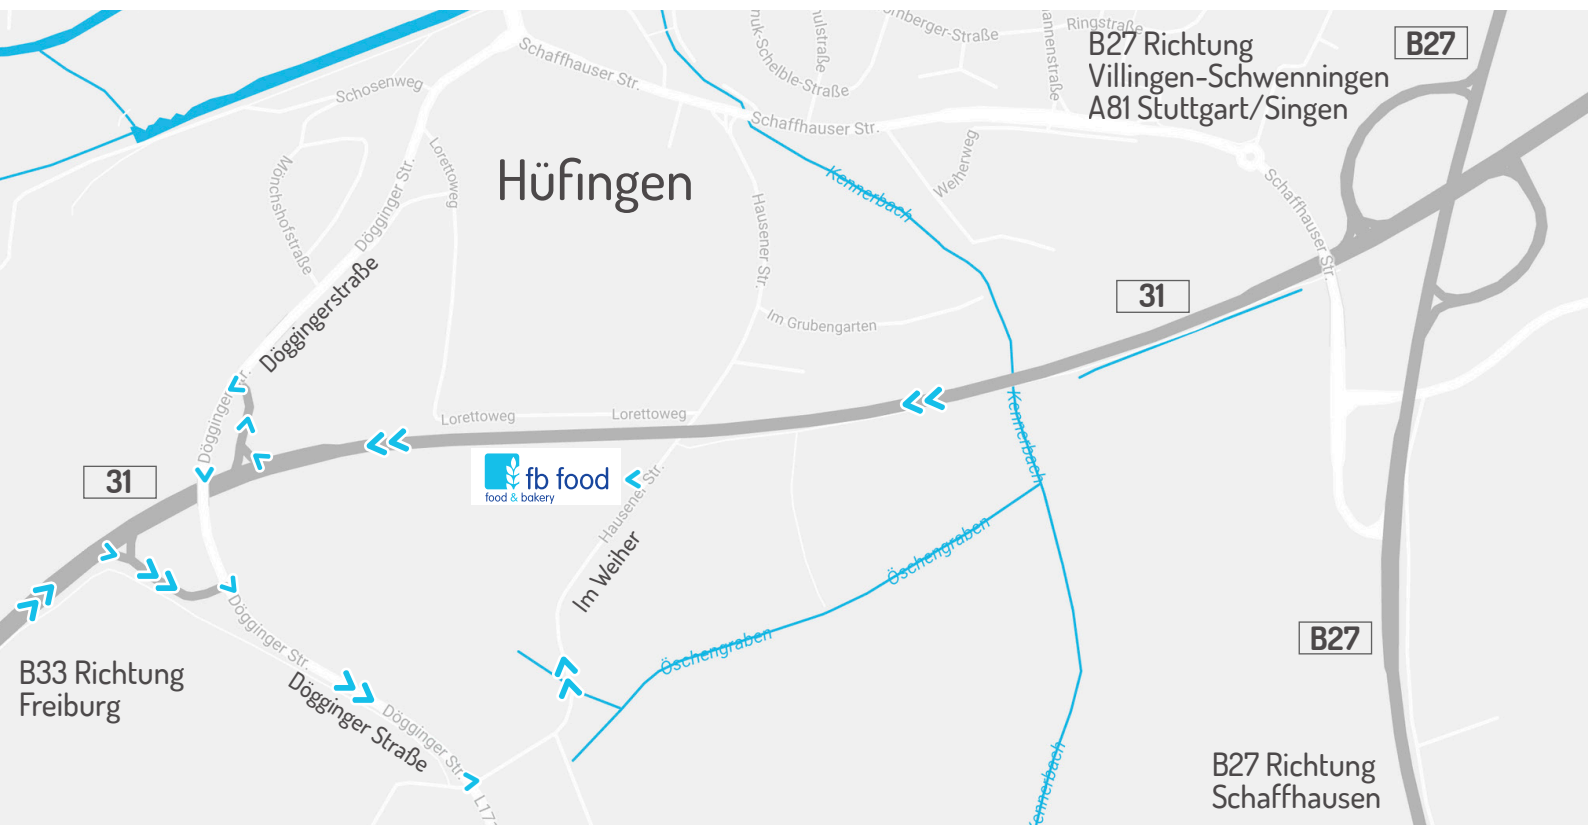 Ringstraße
B27 Richtung
Villingen-Schwenningen
A81 Stuttgart/Singen
B27
Schaffhauser Str.
Schosenweg
Schaffhauser Str.
Mönchshofstraße
Lorettoweg
Dögginger Str.
Hüfingen
Hausener Str.
Kennerbach
Weiherweg
Schaffhauser Str.
Döggingerstraße
31
Im Grubengarten
Lorettoweg
Lorettoweg
Kennerbach
31
fb food
food & bakery
Hausener Str.
Im Weiher
Öschengraben
Öschengraben
Dögginger Str.
B33 Richtung
Freiburg
Dögginger Straße
Dögginger Str.
B27
B27 Richtung
Schaffhausen